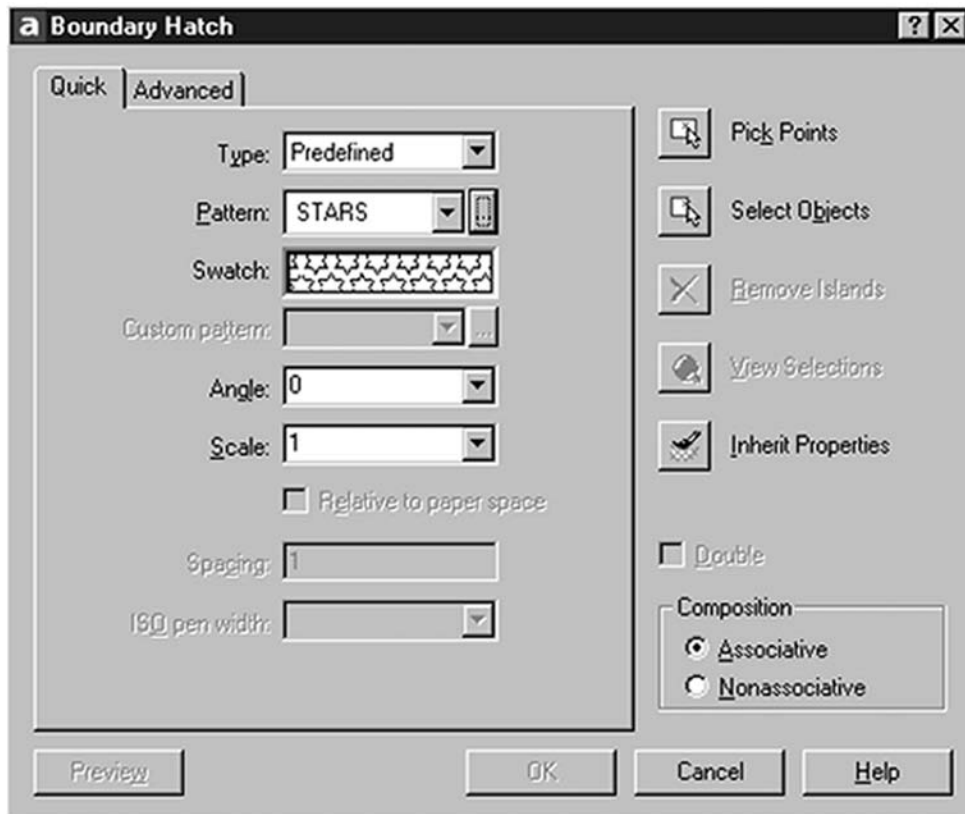 a Boundary Hatch
Quick Advanced
Type: Predefined
Pattern: STARS
Swatch:
Custom pattern: ...
Angle: 0
Scale: 1
Relative to paper space
Spacing: 1
ISO pen width:
Pick Points
Select Objects
Remove Islands
View Selections
Inherit Properties
Double
Composition
Associative
Nonassociative
Preview OK Cancel Help